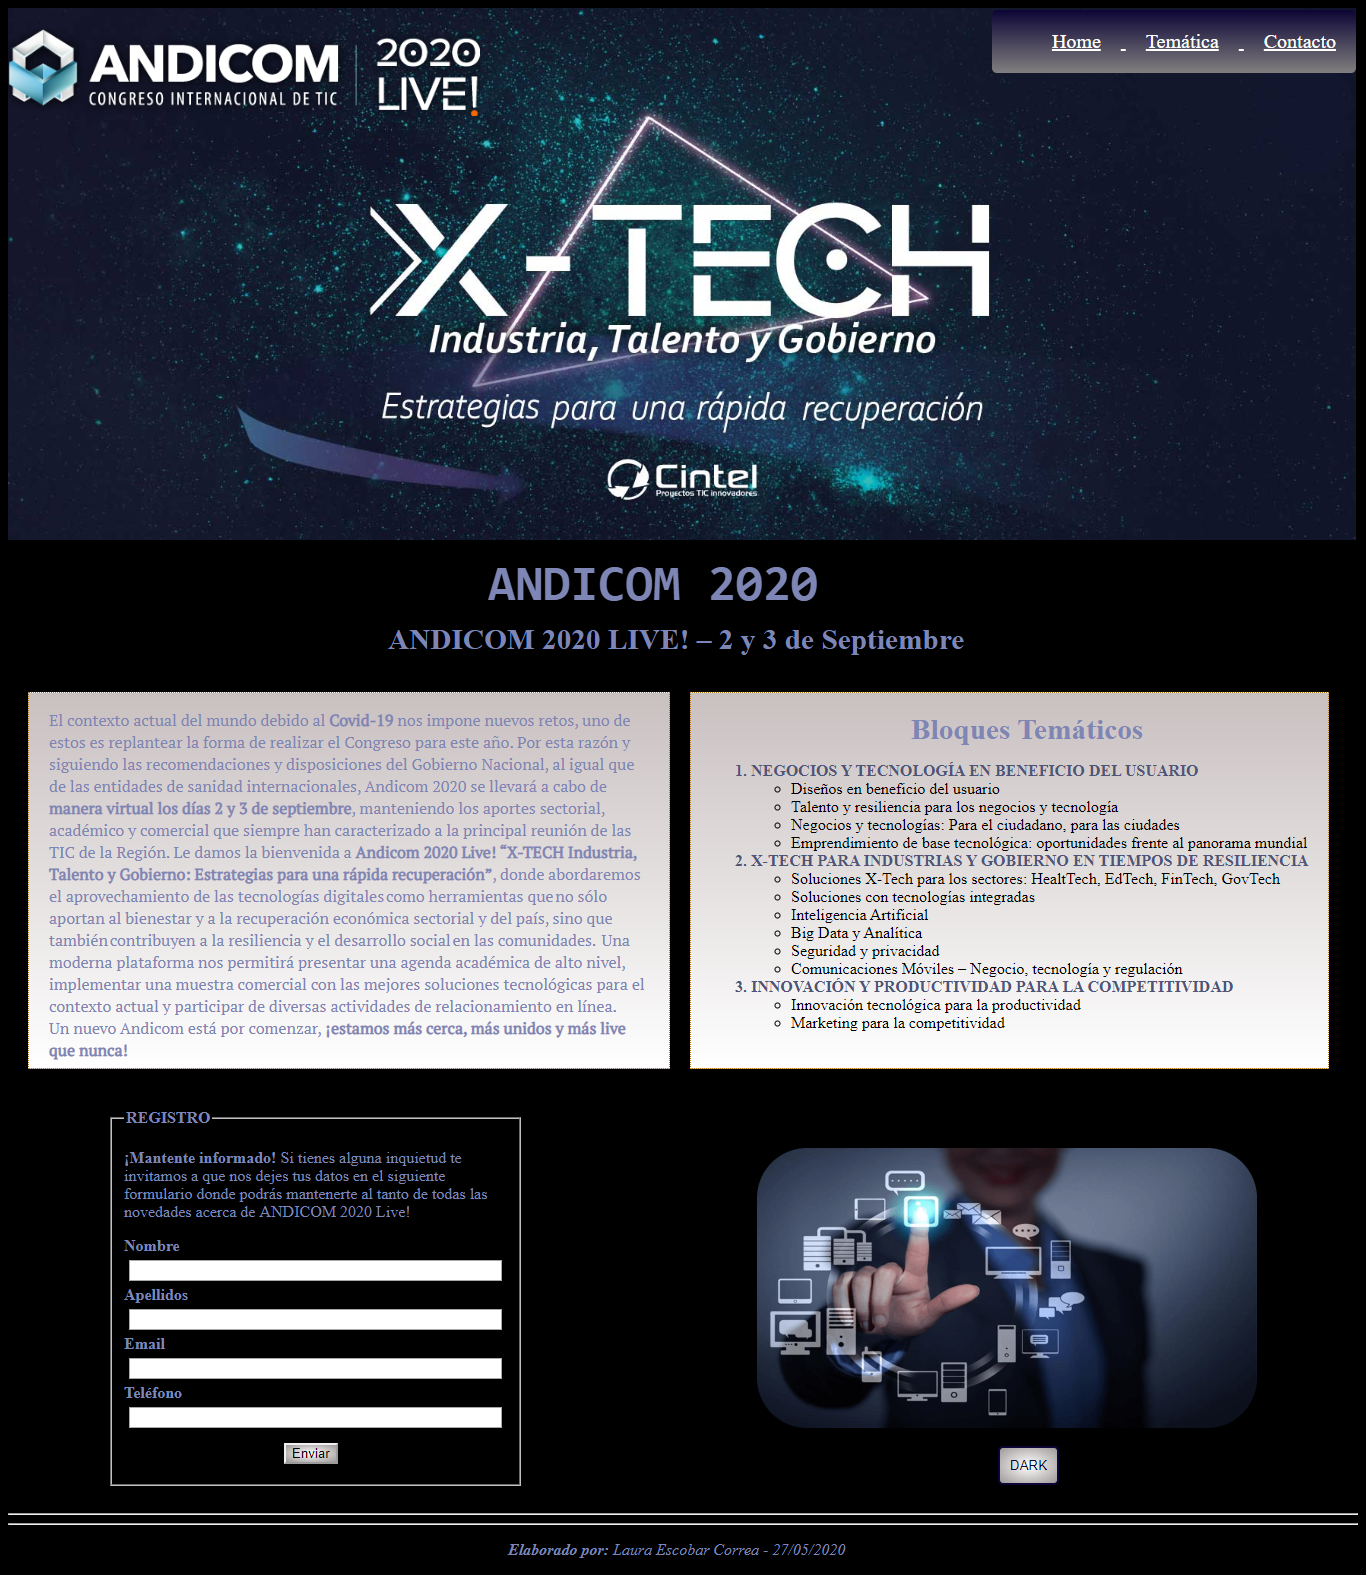 ANDICOM
CONGRESO INTERNACIONAL DE TIC
2020
LIVE!
Home - Temática - Contacto
X-TECH
Industria, Talento y Gobierno
Estrategias para una rápida recuperación
Cintel
Proyectos TIC innovadores
ANDICOM 2020
ANDICOM 2020 LIVE! – 2 y 3 de Septiembre
El contexto actual del mundo debido al Covid-19 nos impone nuevos retos, uno de
estos es replantear la forma de realizar el Congreso para este año. Por esta razón y
siguiendo las recomendaciones y disposiciones del Gobierno Nacional, al igual que
de las entidades de sanidad internacionales, Andicom 2020 se llevará a cabo de
manera virtual los días 2 y 3 de septiembre, manteniendo los aportes sectorial,
académico y comercial que siempre han caracterizado a la principal reunión de las
TIC de la Región. Le damos la bienvenida a Andicom 2020 Live! “X-TECH Industria,
Talento y Gobierno: Estrategias para una rápida recuperación”, donde abordaremos
el aprovechamiento de las tecnologías digitales como herramientas que no sólo
aportan al bienestar y a la recuperación económica sectorial y del país, sino que
también contribuyen a la resiliencia y el desarrollo social en las comunidades. Una
moderna plataforma nos permitirá presentar una agenda académica de alto nivel,
implementar una muestra comercial con las mejores soluciones tecnológicas para el
contexto actual y participar de diversas actividades de relacionamiento en línea.
Un nuevo Andicom está por comenzar, ¡estamos más cerca, más unidos y más live
que nunca!
Bloques Temáticos
1. NEGOCIOS Y TECNOLOGÍA EN BENEFICIO DEL USUARIO
Diseños en beneficio del usuario
Talento y resiliencia para los negocios y tecnología
Negocios y tecnologías: Para el ciudadano, para las ciudades
Emprendimiento de base tecnológica: oportunidades frente al panorama mundial
2. X-TECH PARA INDUSTRIAS Y GOBIERNO EN TIEMPOS DE RESILIENCIA
Soluciones X-Tech para los sectores: HealtTech, EdTech, FinTech, GovTech
Soluciones con tecnologías integradas
Inteligencia Artificial
Big Data y Analítica
Seguridad y privacidad
Comunicaciones Móviles – Negocio, tecnología y regulación
3. INNOVACIÓN Y PRODUCTIVIDAD PARA LA COMPETITIVIDAD
Innovación tecnológica para la productividad
Marketing para la competitividad
REGISTRO
¡Mantente informado! Si tienes alguna inquietud te
invitamos a que nos dejes tus datos en el siguiente
formulario donde podrás mantenerte al tanto de todas las
novedades acerca de ANDICOM 2020 Live!
Nombre
Apellidos
Email
Teléfono
Enviar
DARK
Elaborado por: Laura Escobar Correa - 27/05/2020